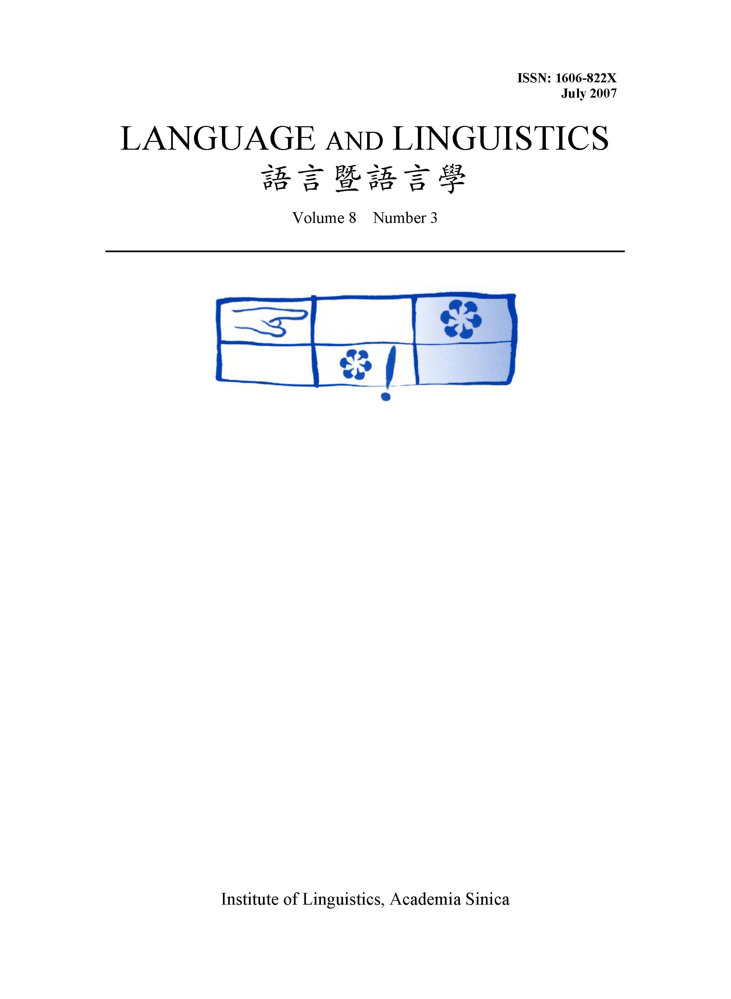 ISSN: 1606-822X
July 2007
LANGUAGE AND LINGUISTICS
語言暨語言學
Volume 8 Number 3
Institute of Linguistics, Academia Sinica